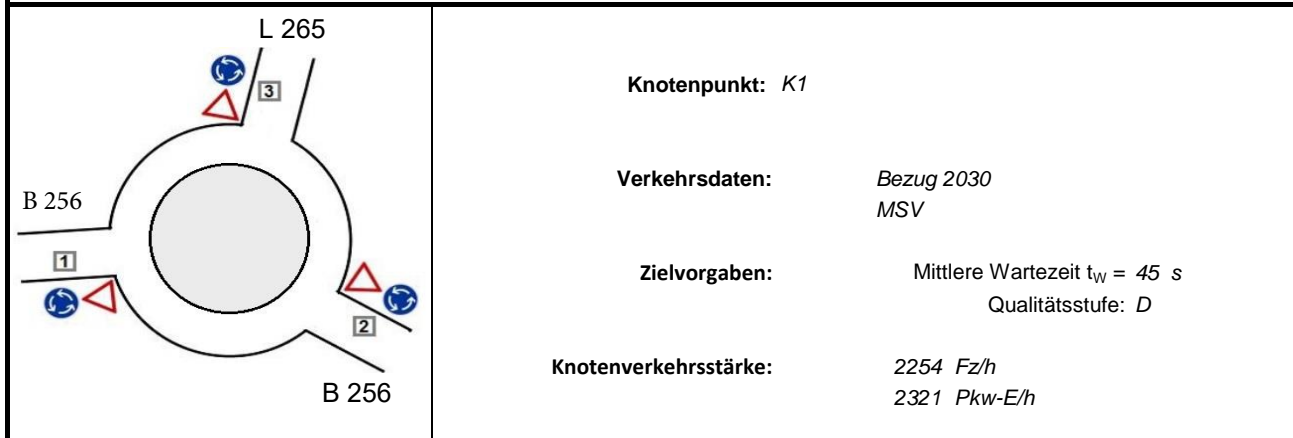 L 265
3
B 256
1
2
B 256
Knotenpunkt: K1
Verkehrsdaten: Bezug 2030
MSV
Zielvorgaben: Mittlere Wartezeit tW = 45 s
Qualitätsstufe: D
Knotenverkehrsstärke: 2254 Fz/h
2321 Pkw-E/h